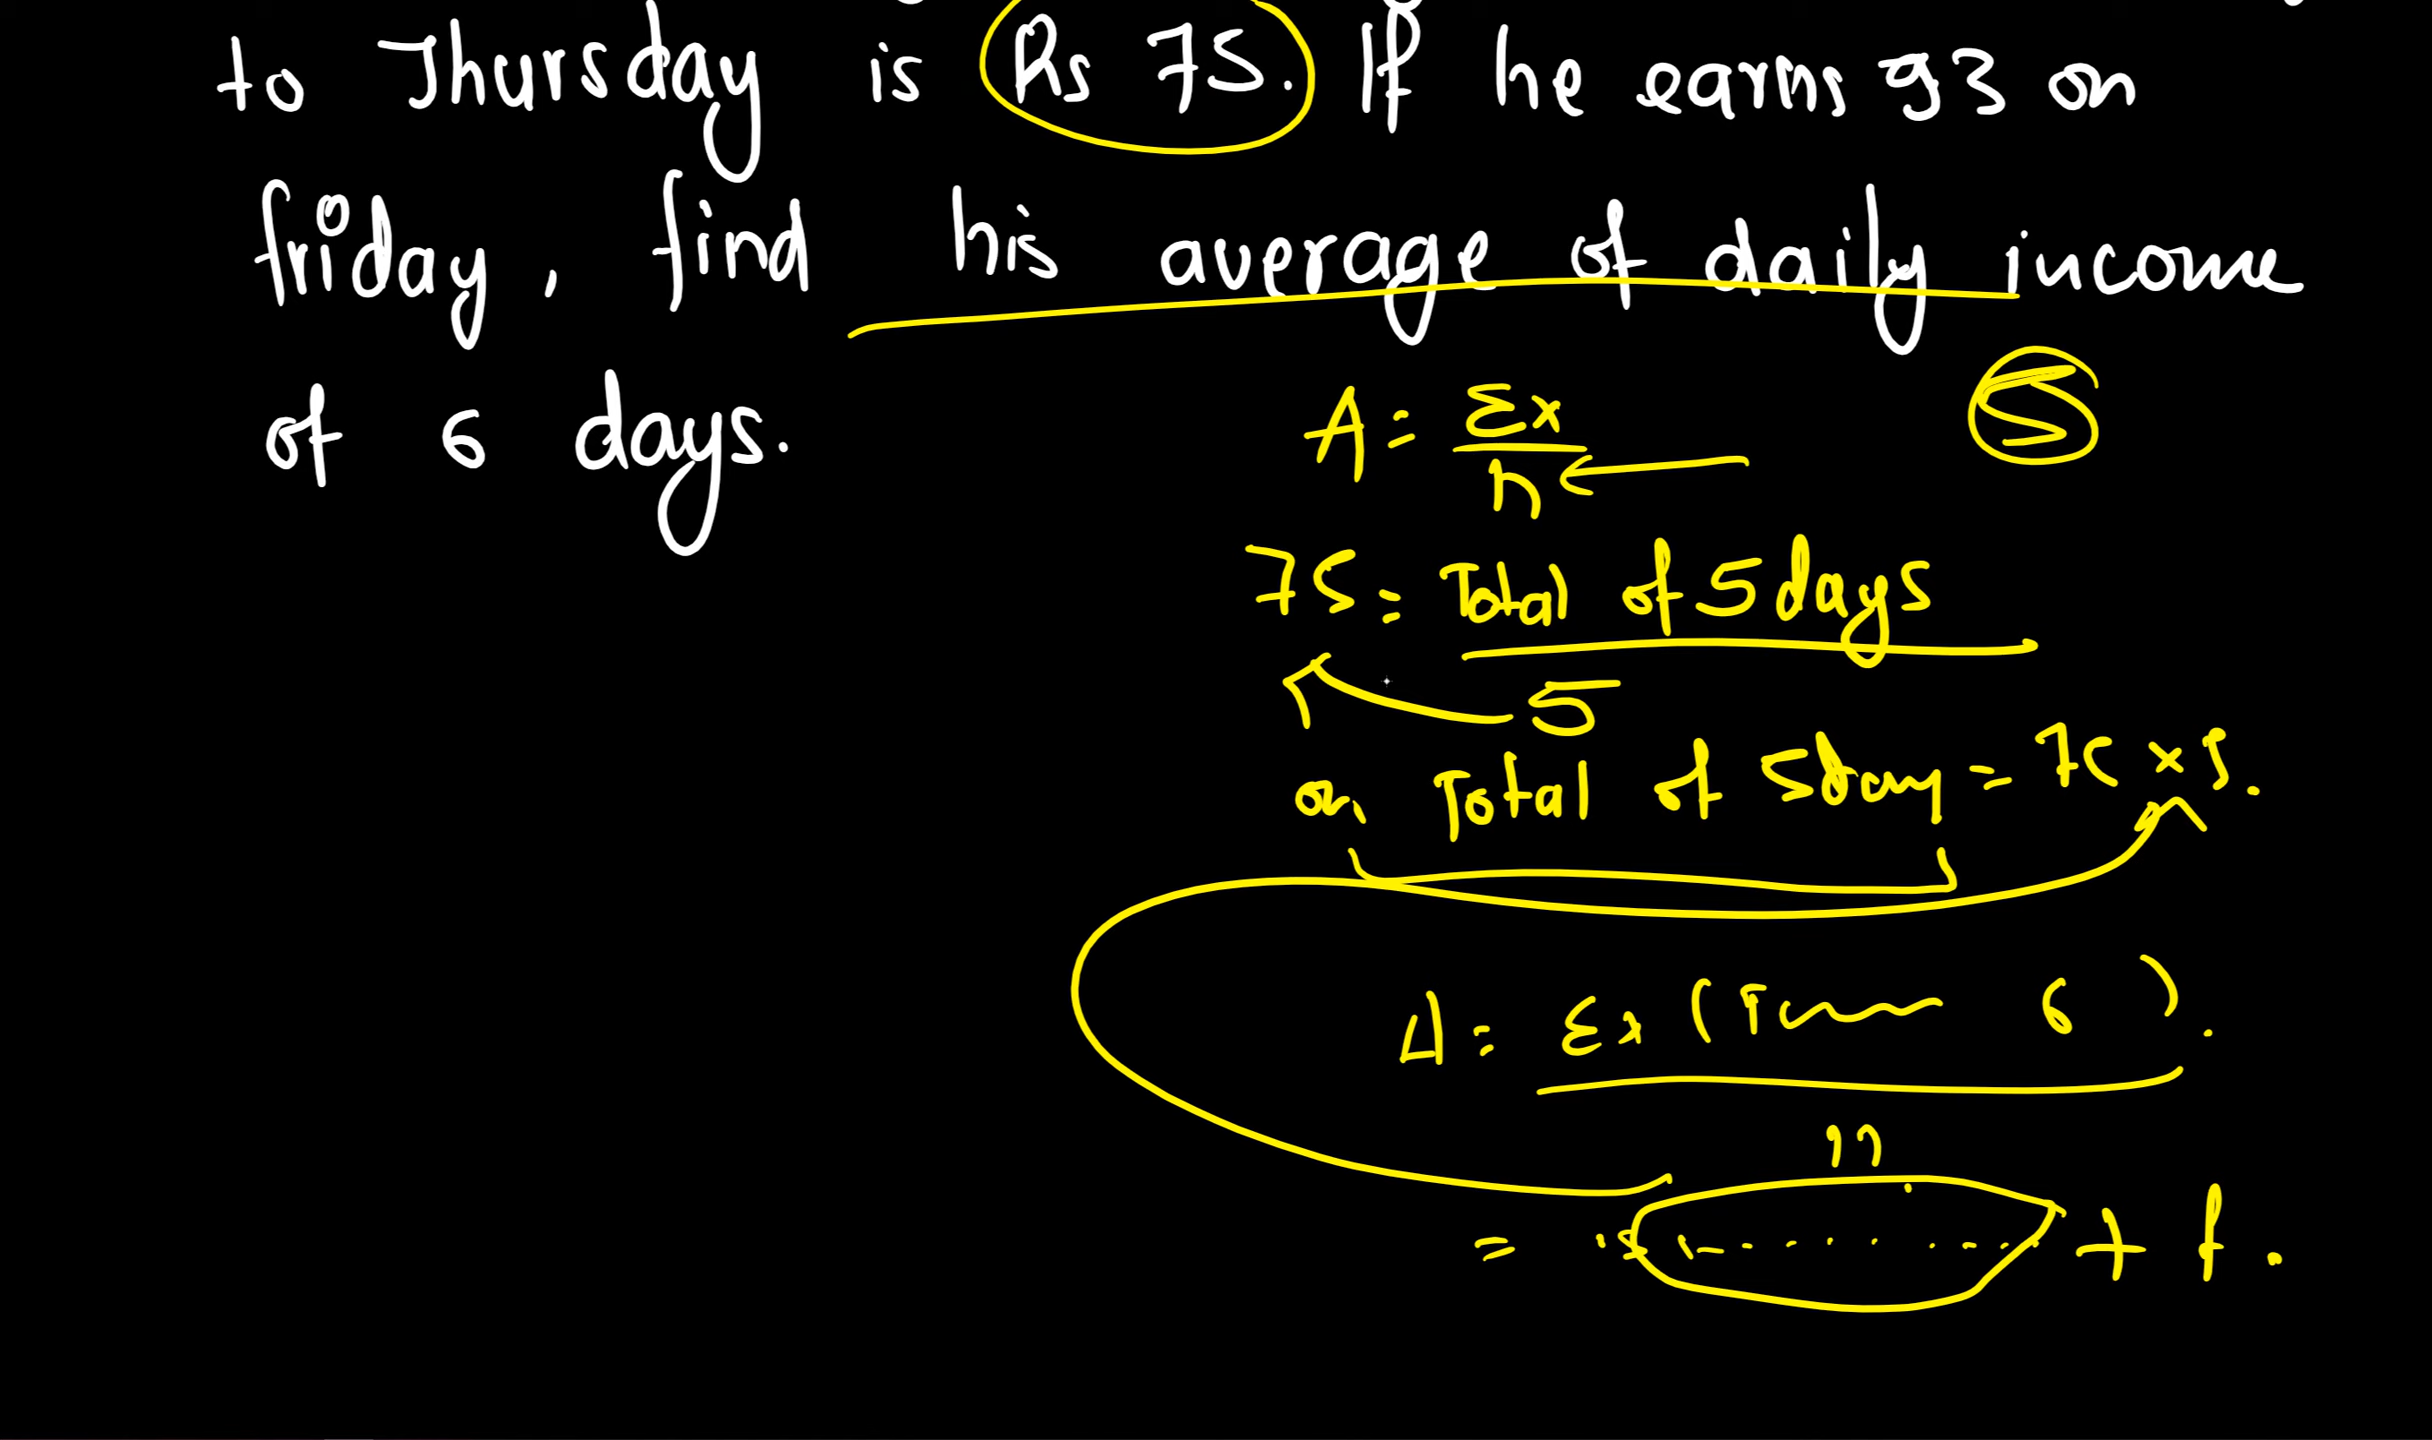 to Thursday is Rs 75. If he earns 93 on
friday, find his average of daily income
of 6 days.
5
A = Σx
n
75 = Total of 5 days
5
or, Total of 5 day = 75 × 5.
A = Σx ( 6 ).
n
= + f.